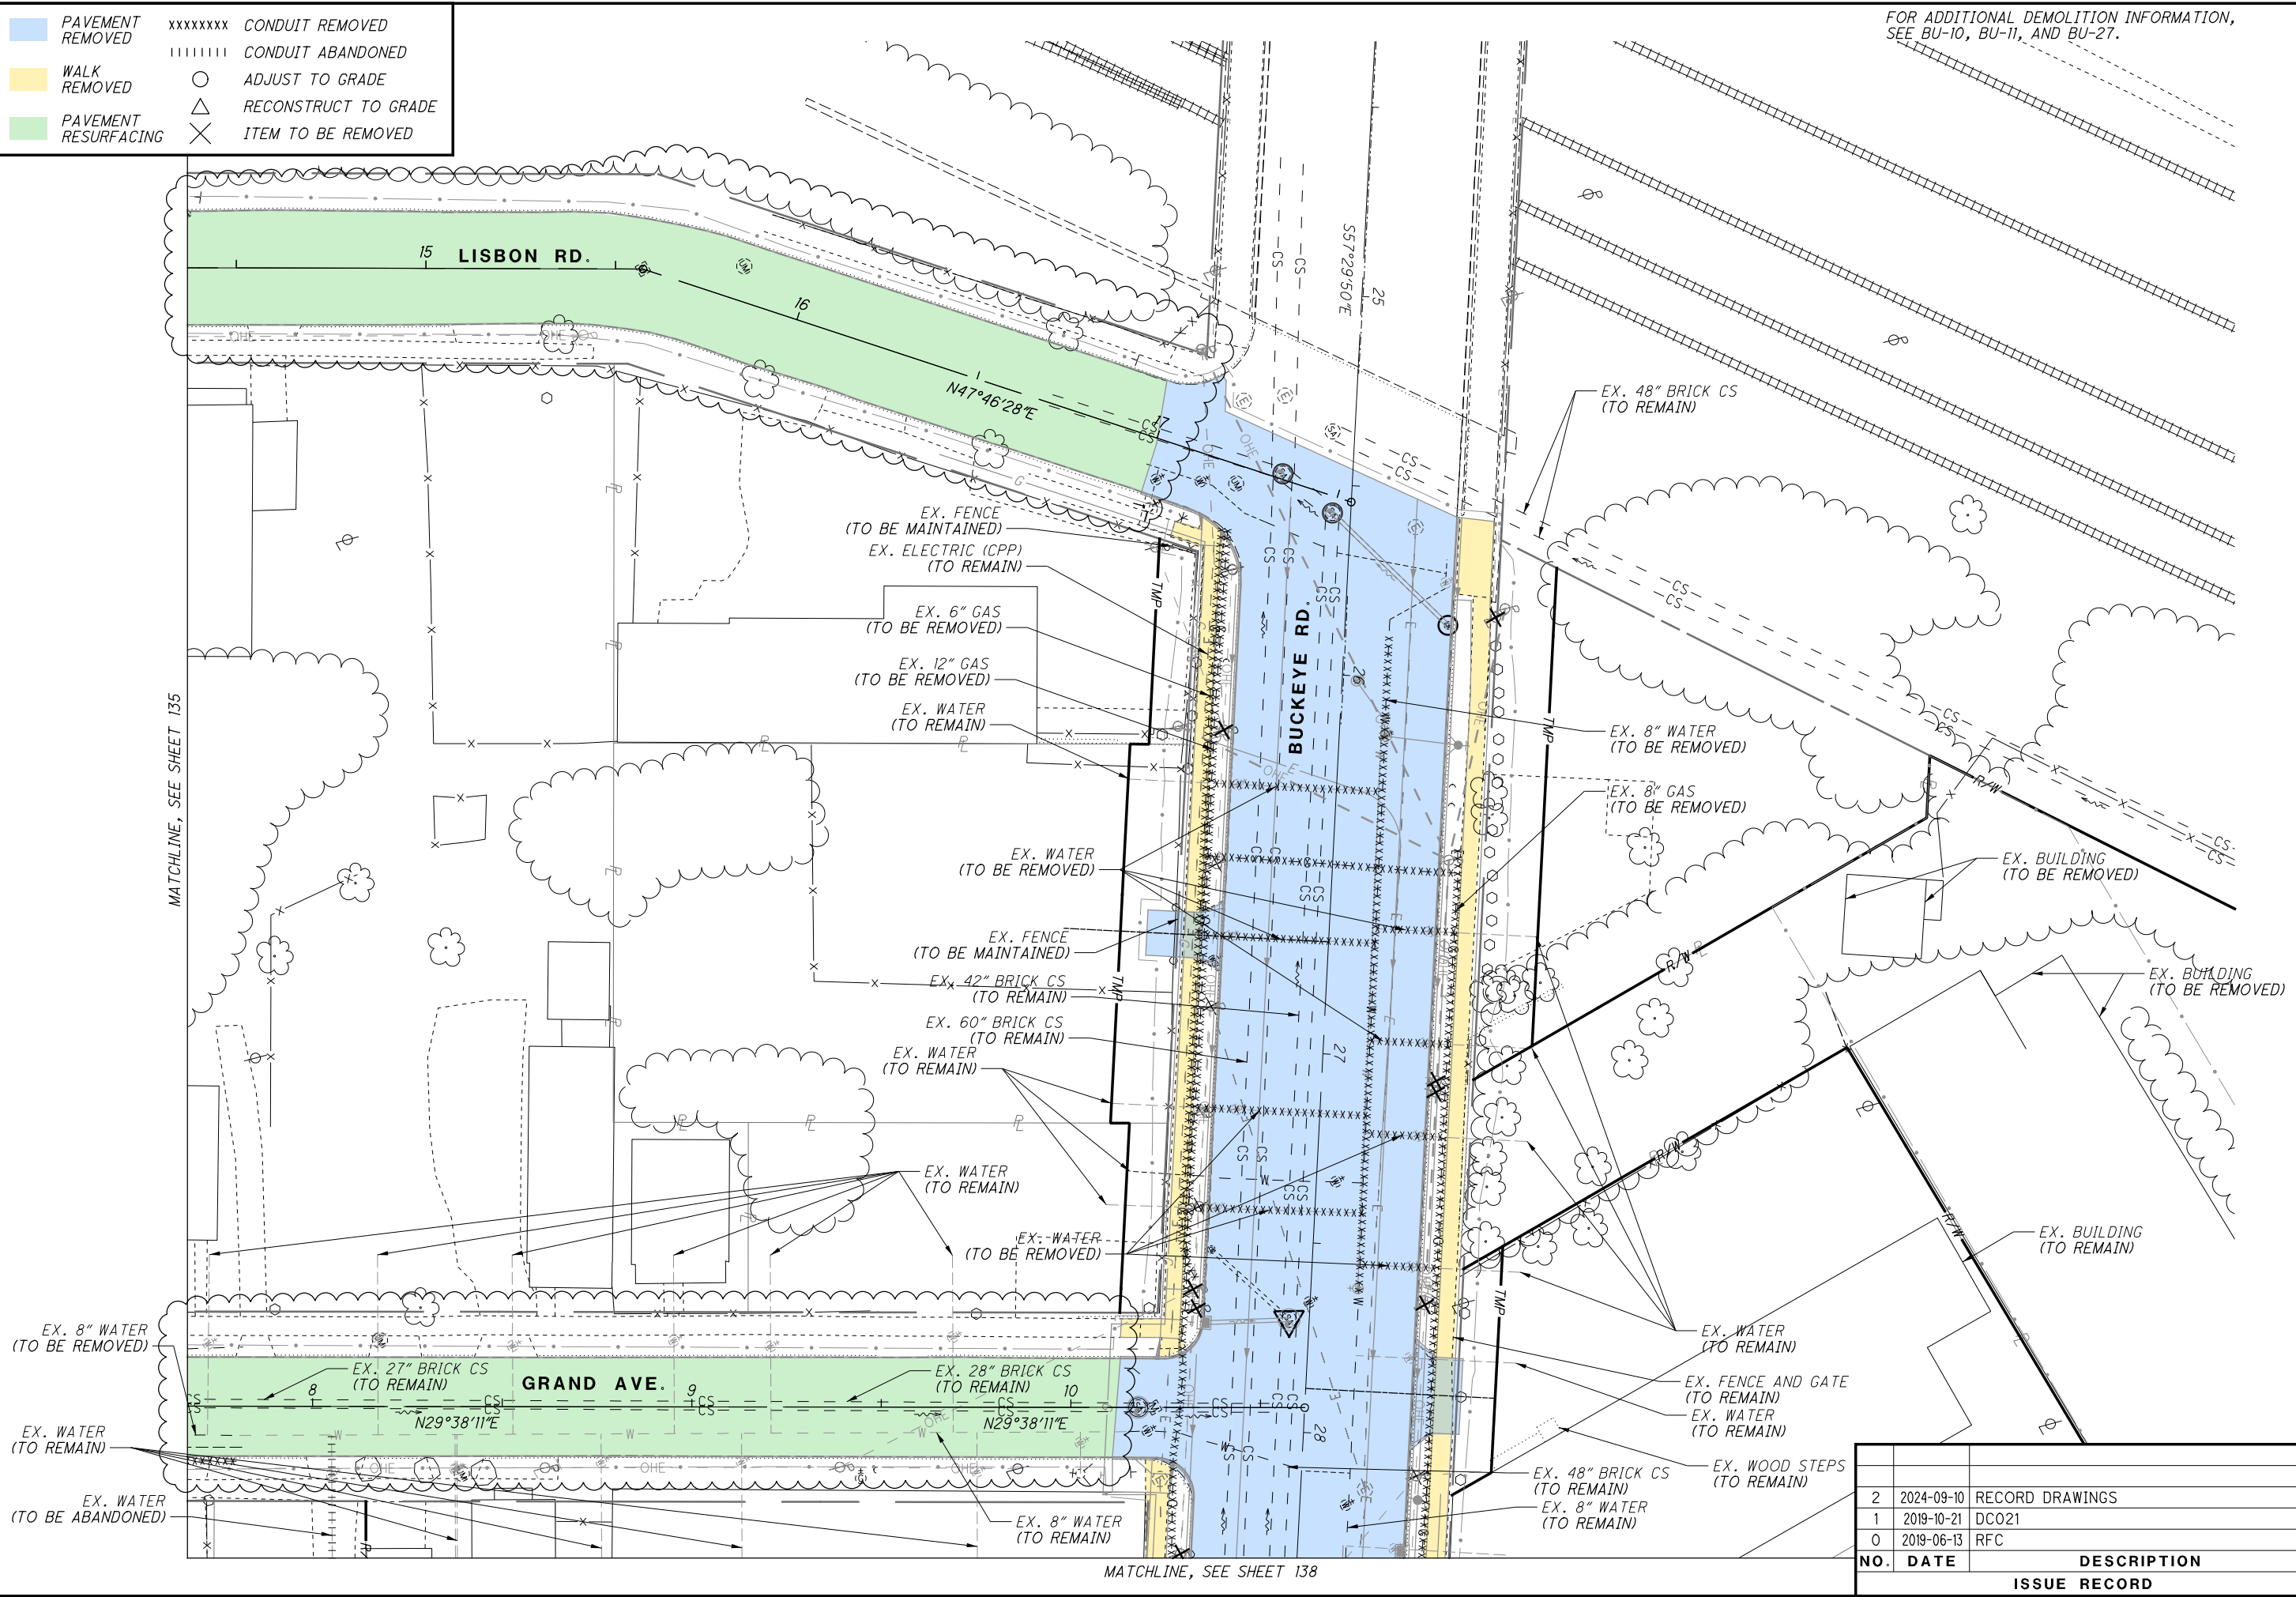 PAVEMENT
REMOVED
WALK
REMOVED
PAVEMENT
RESURFACING
XXXXXXXX CONDUIT REMOVED
CONDUIT ABANDONED
ADJUST TO GRADE
RECONSTRUCT TO GRADE
ITEM TO BE REMOVED
FOR ADDITIONAL DEMOLITION INFORMATION,
SEE BU-10, BU-11, AND BU-27.
15
LISBON RD.
16
N47°46'28"E
17
S57°29'50"E
25
EX. 48" BRICK CS
(TO REMAIN)
EX. FENCE
(TO BE MAINTAINED)
EX. ELECTRIC (CPP)
(TO REMAIN)
EX. 6" GAS
(TO BE REMOVED)
EX. 12" GAS
(TO BE REMOVED)
EX. WATER
(TO REMAIN)
TMP
BUCKEYE RD.
26
TMP
EX. 8" WATER
(TO BE REMOVED)
EX. 8" GAS
(TO BE REMOVED)
R/W
MATCHLINE, SEE SHEET 135
EX. WATER
(TO BE REMOVED)
EX. BUILDING
(TO BE REMOVED)
EX. FENCE
(TO BE MAINTAINED)
R/W
EX. BUILDING
(TO BE REMOVED)
EX. 42" BRICK CS
(TO REMAIN)
TMP
EX. 60" BRICK CS
(TO REMAIN)
27
EX. WATER
(TO REMAIN)
R/W
EX. WATER
(TO REMAIN)
EX. WATER
(TO BE REMOVED)
R/W
EX. BUILDING
(TO REMAIN)
TMP
EX. 8" WATER
(TO BE REMOVED)
EX. WATER
(TO REMAIN)
EX. 27" BRICK CS
(TO REMAIN)
8
GRAND AVE.
9
EX. 28" BRICK CS
(TO REMAIN)
10
N29°38'11"E
N29°38'11"E
28
EX. FENCE AND GATE
(TO REMAIN)
EX. WATER
(TO REMAIN)
EX. WATER
(TO REMAIN)
EX. WOOD STEPS
(TO REMAIN)
EX. 48" BRICK CS
(TO REMAIN)
EX. WATER
(TO BE ABANDONED)
EX. 8" WATER
(TO REMAIN)
EX. 8" WATER
(TO REMAIN)
MATCHLINE, SEE SHEET 138
2 2024-09-10 RECORD DRAWINGS
1 2019-10-21 DC021
0 2019-06-13 RFC
NO. DATE DESCRIPTION
ISSUE RECORD